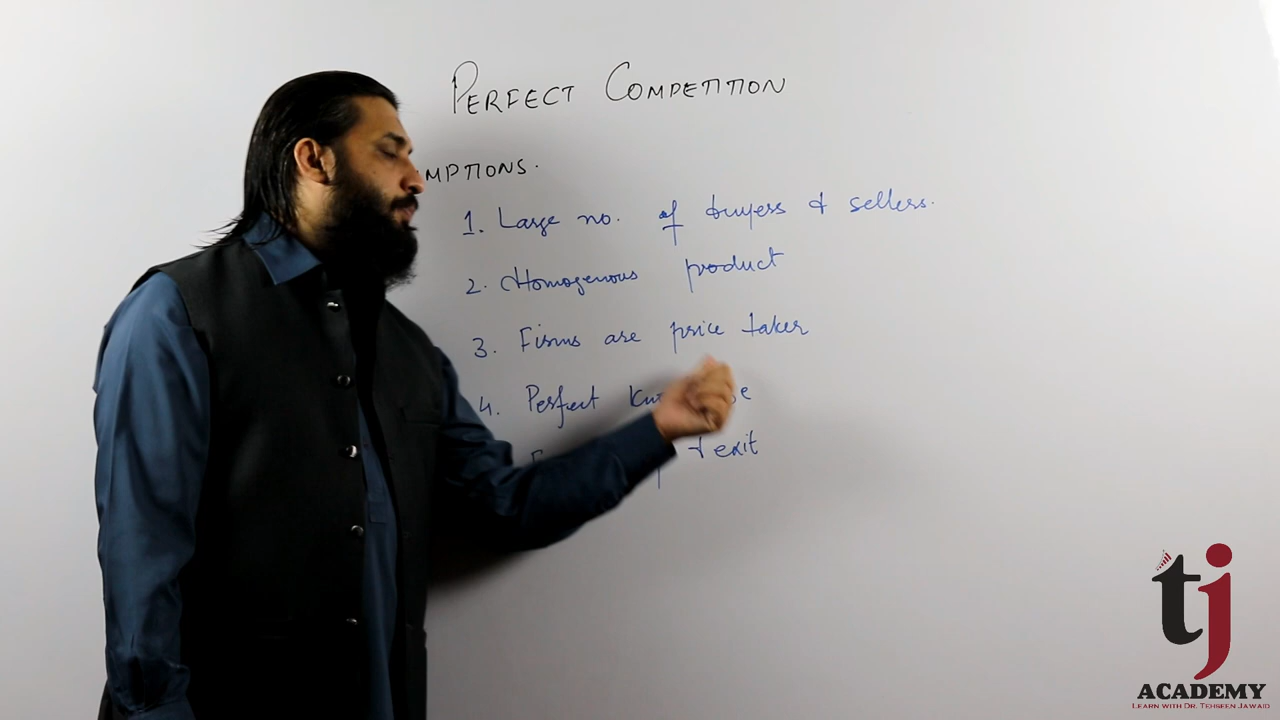 PERFECT COMPETITION
MPTIONS.
1. Large no. of buyers & sellers.
2. Homogenous product
3. Firms are price taker
4. Perfect Kn e
& exit
tj
ACADEMY
LEARN WITH DR. TEHSEEN JAWAID